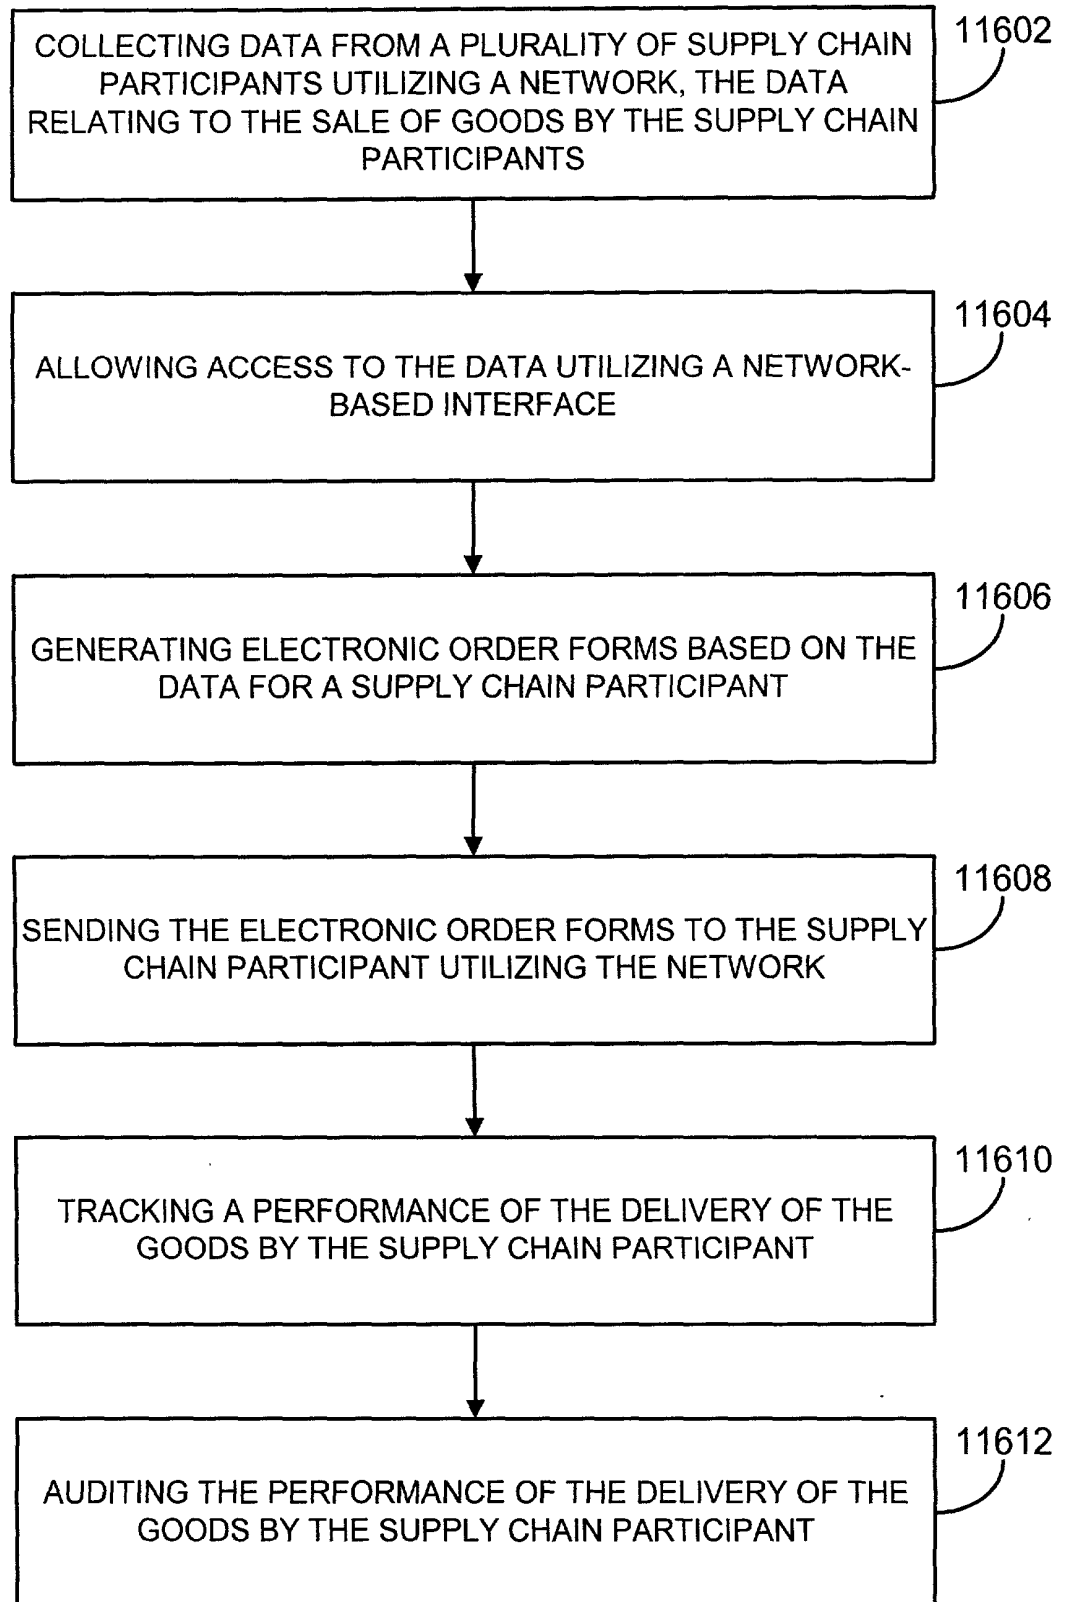 COLLECTING DATA FROM A PLURALITY OF SUPPLY CHAIN
PARTICIPANTS UTILIZING A NETWORK, THE DATA
RELATING TO THE SALE OF GOODS BY THE SUPPLY CHAIN
PARTICIPANTS
11602
ALLOWING ACCESS TO THE DATA UTILIZING A NETWORK-
BASED INTERFACE
11604
GENERATING ELECTRONIC ORDER FORMS BASED ON THE
DATA FOR A SUPPLY CHAIN PARTICIPANT
11606
SENDING THE ELECTRONIC ORDER FORMS TO THE SUPPLY
CHAIN PARTICIPANT UTILIZING THE NETWORK
11608
TRACKING A PERFORMANCE OF THE DELIVERY OF THE
GOODS BY THE SUPPLY CHAIN PARTICIPANT
11610
AUDITING THE PERFORMANCE OF THE DELIVERY OF THE
GOODS BY THE SUPPLY CHAIN PARTICIPANT
11612